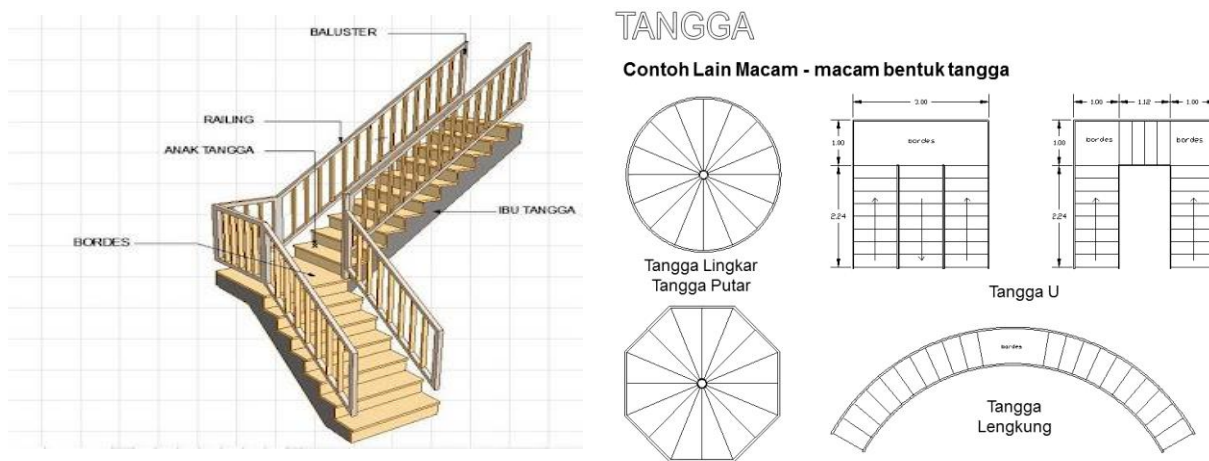 BALUSTER
RAILING
ANAK TANGGA
IBU TANGGA
BORDES
TANGGA
Contoh Lain Macam - macam bentuk tangga
Tangga Lingkar
Tangga Putar
3.00
1.00
bordes
2.24
1.00
1.12
1.00
1.00
bordes
bordes
2.24
Tangga U
bordes
Tangga
Lengkung